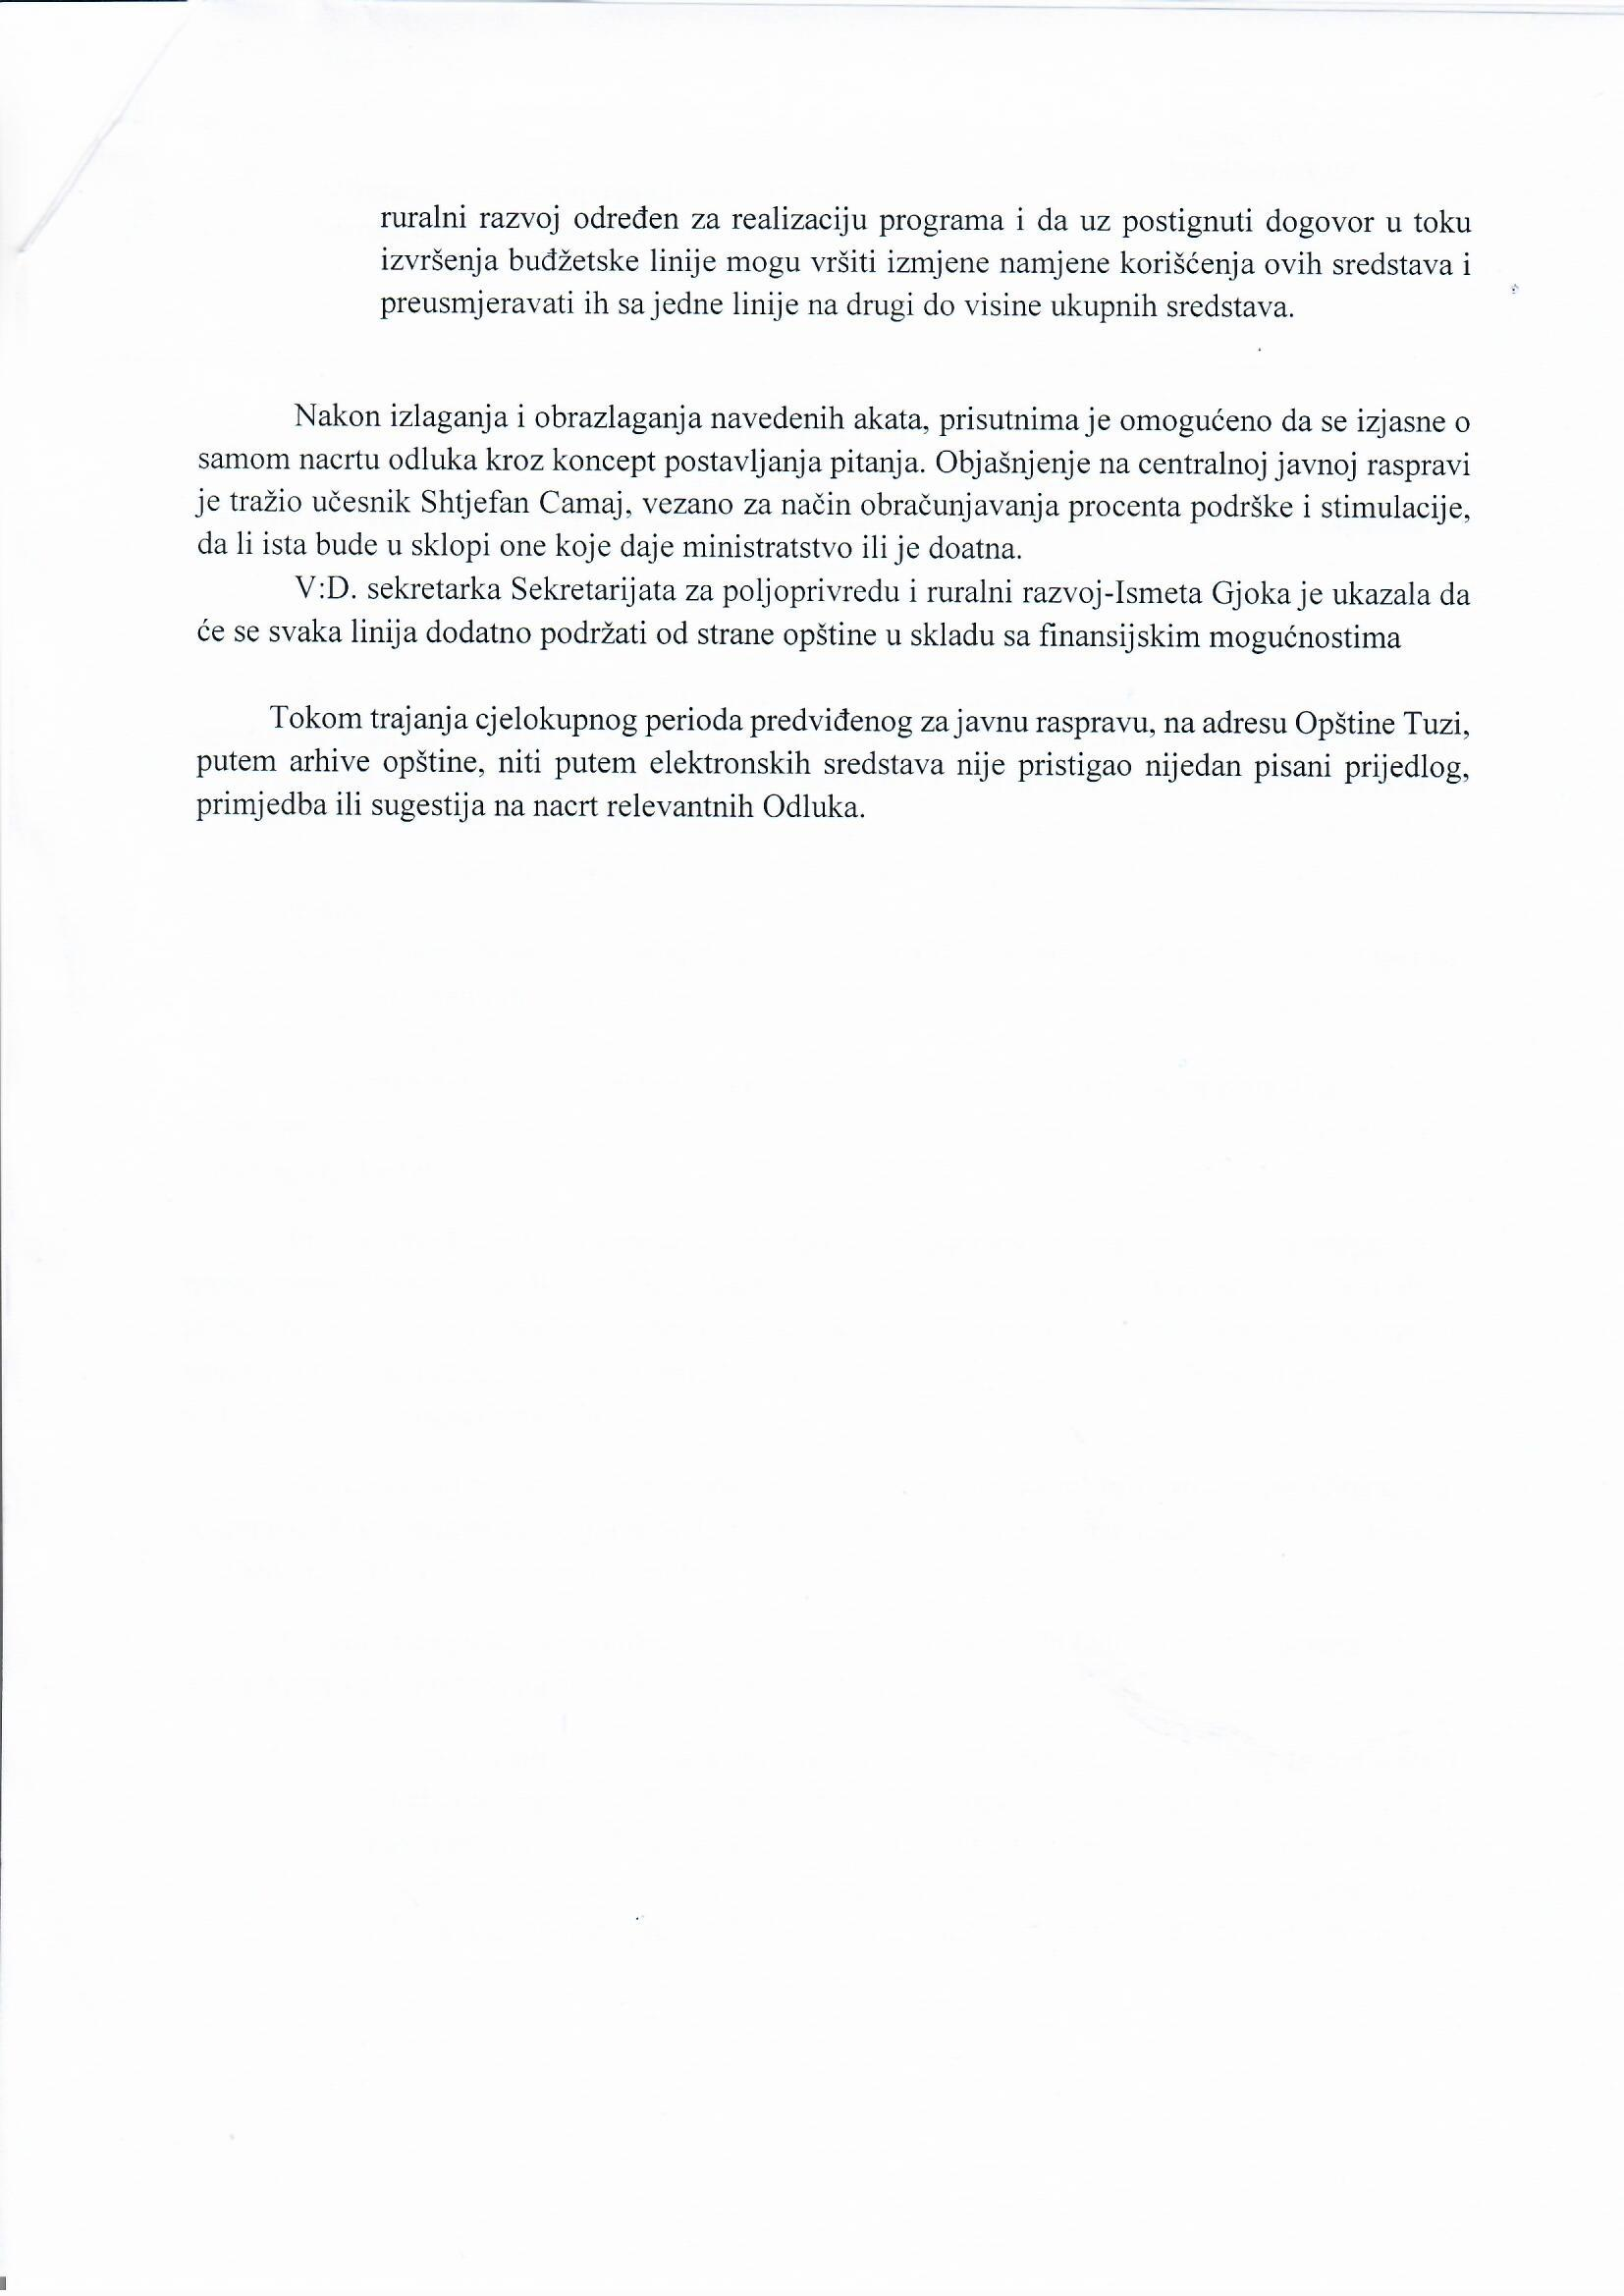 ruralni razvoj određen za realizaciju programa i da uz postignuti dogovor u toku
izvršenja buđžetske linije mogu vršiti izmjene namjene korišćenja ovih sredstava i
preusmjeravati ih sa jedne linije na drugi do visine ukupnih sredstava.
Nakon izlaganja i obrazlaganja navedenih akata, prisutnima je omogućeno da se izjasne o
samom nacrtu odluka kroz koncept postavljanja pitanja. Objašnjenje na centralnoj javnoj raspravi
je tražio učesnik Shtjefan Camaj, vezano za način obračunjavanja procenta podrške i stimulacije,
da li ista bude u sklopi one koje daje ministratstvo ili je doatna.
V:D. sekretarka Sekretarijata za poljoprivredu i ruralni razvoj-Ismeta Gjoka je ukazala da
će se svaka linija dodatno podržati od strane opštine u skladu sa finansijskim mogućnostima
Tokom trajanja cjelokupnog perioda predviđenog za javnu raspravu, na adresu Opštine Tuzi,
putem arhive opštine, niti putem elektronskih sredstava nije pristigao nijedan pisani prijedlog,
primjedba ili sugestija na nacrt relevantnih Odluka.